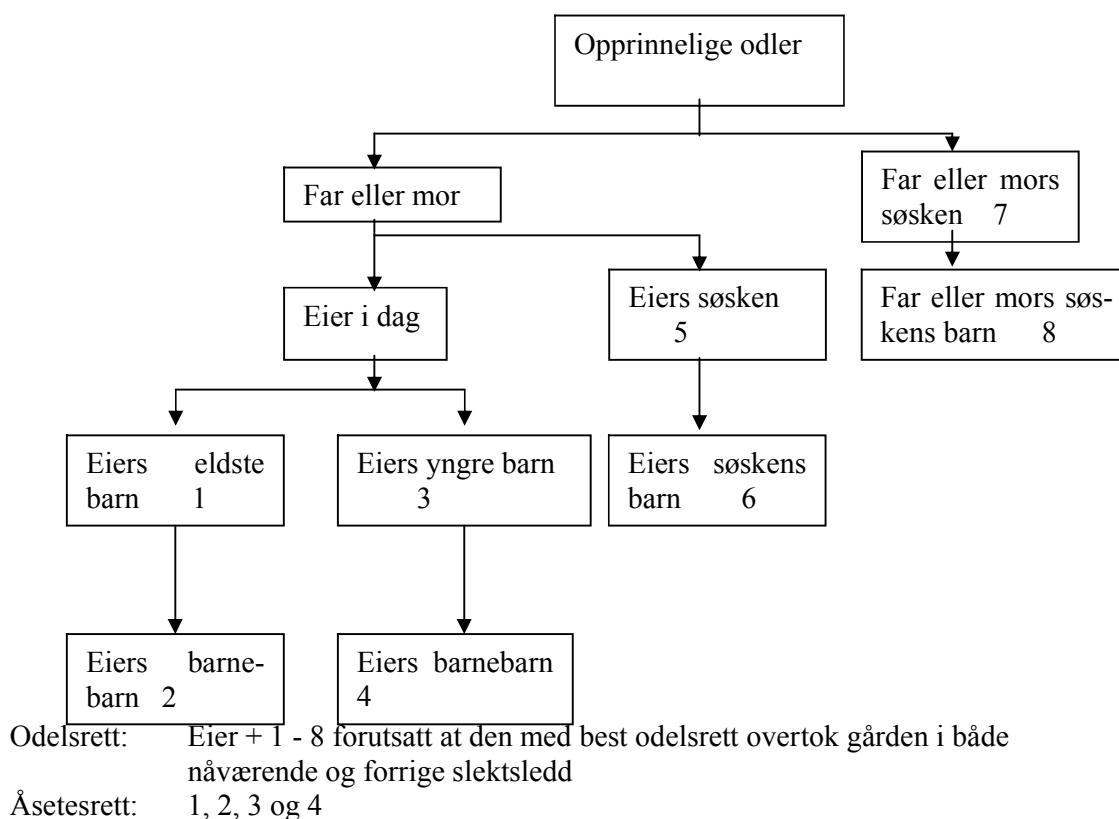 Opprinnelige odler
Far eller mor
Far eller mors
søsken 7
Eier i dag
Eiers søsken
5
Far eller mors søs-
kens barn 8
Eiers eldste
barn 1
Eiers yngre barn
3
Eiers søskens
barn 6
Eiers barne-
barn 2
Eiers barnebarn
4
Odelsrett: Eier + 1 - 8 forutsatt at den med best odelsrett overtok gården i både
nåværende og forrige slektsledd
Åsetesrett: 1, 2, 3 og 4